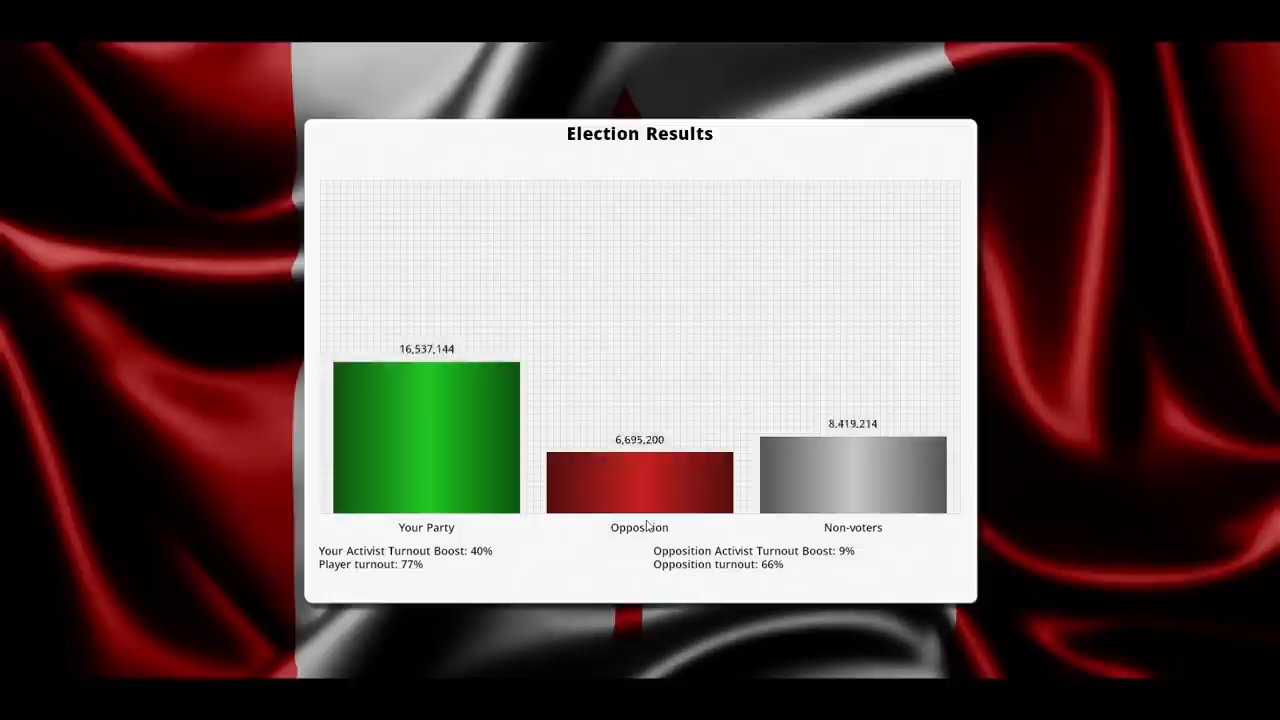 Election Results
16,537,144
6,695,200
8,419,214
Your Party
Opposition
Non-voters
Your Activist Turnout Boost: 40%
Opposition Activist Turnout Boost: 9%
Player turnout: 77%
Opposition turnout: 66%